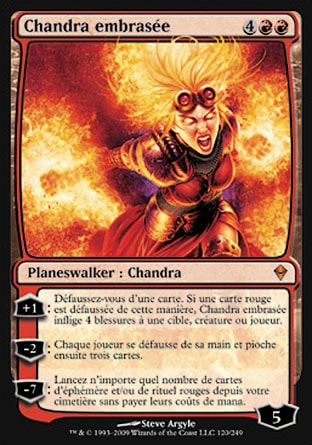 Chandra embrasée 4
Planeswalker : Chandra
+1 : Défaussez-vous d'une carte. Si une carte rouge
est défaussée de cette manière, Chandra embrasée
inflige 4 blessures à une cible, créature ou joueur.
-2 : Chaque joueur se défausse de sa main et pioche
ensuite trois cartes.
-7 : Lancez n'importe quel nombre de cartes
d'éphémère et/ou de rituel rouges depuis votre
cimetière sans payer leurs coûts de mana.
5
Steve Argyle
™ & © 1993-2009 Wizards of the Coast LLC 120/249